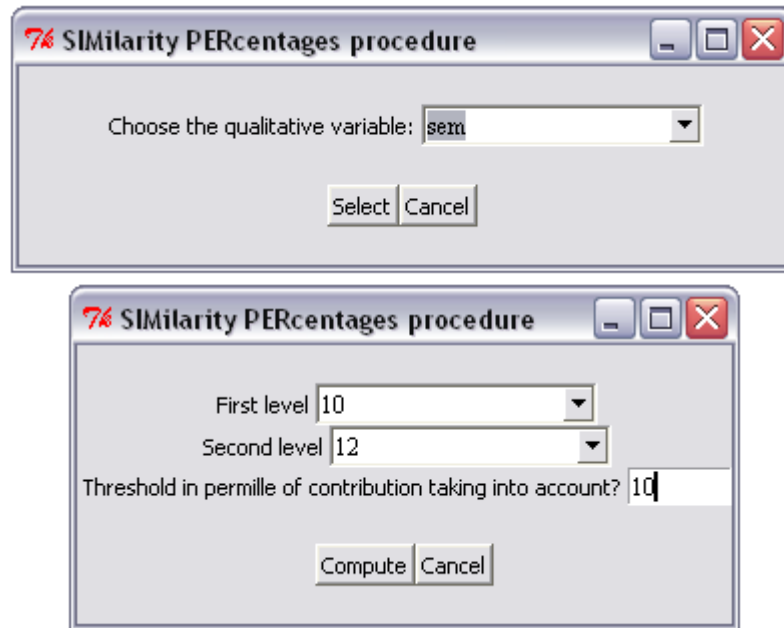 SIMilarity PERcentages procedure
Choose the qualitative variable: sem
Select Cancel
SIMilarity PERcentages procedure
First level 10
Second level 12
Threshold in permille of contribution taking into account? 10
Compute Cancel